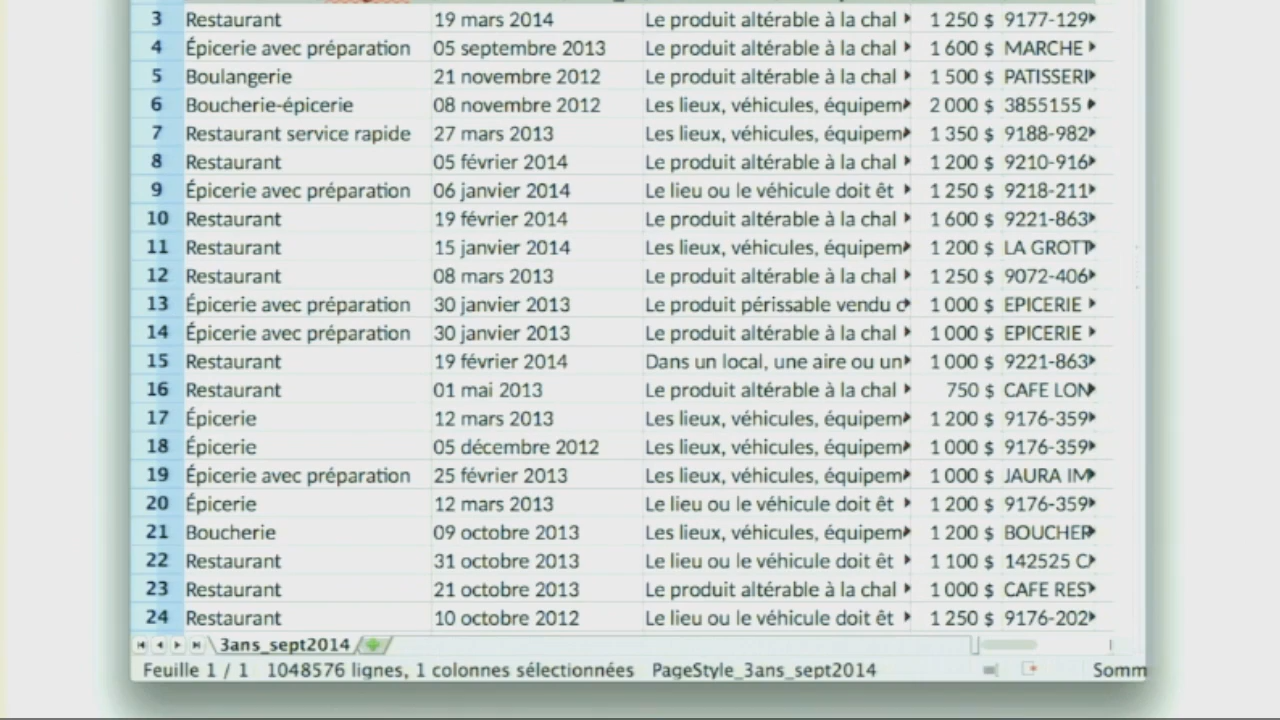 3 Restaurant 19 mars 2014 Le produit altérable à la chal 1 250 $ 9177-129
4 Épicerie avec préparation 05 septembre 2013 Le produit altérable à la chal 1 600 $ MARCHE
5 Boulangerie 21 novembre 2012 Le produit altérable à la chal 1 500 $ PATISSERI
6 Boucherie-épicerie 08 novembre 2012 Les lieux, véhicules, équipem 2 000 $ 3855155
7 Restaurant service rapide 27 mars 2013 Les lieux, véhicules, équipem 1 350 $ 9188-982
8 Restaurant 05 février 2014 Le produit altérable à la chal 1 200 $ 9210-916
9 Épicerie avec préparation 06 janvier 2014 Le lieu ou le véhicule doit êt 1 250 $ 9218-211
10 Restaurant 19 février 2014 Le produit altérable à la chal 1 600 $ 9221-863
11 Restaurant 15 janvier 2014 Les lieux, véhicules, équipem 1 200 $ LA GROTT
12 Restaurant 08 mars 2013 Le produit altérable à la chal 1 250 $ 9072-406
13 Épicerie avec préparation 30 janvier 2013 Le produit périssable vendu 1 000 $ EPICERIE
14 Épicerie avec préparation 30 janvier 2013 Le produit altérable à la chal 1 000 $ EPICERIE
15 Restaurant 19 février 2014 Dans un local, une aire ou un 1 000 $ 9221-863
16 Restaurant 01 mai 2013 Le produit altérable à la chal 750 $ CAFE LON
17 Épicerie 12 mars 2013 Les lieux, véhicules, équipem 1 200 $ 9176-359
18 Épicerie 05 décembre 2012 Les lieux, véhicules, équipem 1 000 $ 9176-359
19 Épicerie avec préparation 25 février 2013 Les lieux, véhicules, équipem 1 000 $ JAURA IM
20 Épicerie 12 mars 2013 Le lieu ou le véhicule doit êt 1 200 $ 9176-359
21 Boucherie 09 octobre 2013 Les lieux, véhicules, équipem 1 200 $ BOUCHER
22 Restaurant 31 octobre 2013 Le lieu ou le véhicule doit êt 1 100 $ 142525 C
23 Restaurant 21 octobre 2013 Le produit altérable à la chal 1 000 $ CAFE RES
24 Restaurant 10 octobre 2012 Le lieu ou le véhicule doit êt 1 250 $ 9176-202
3ans_sept2014
Feuille 1 / 1 1048576 lignes, 1 colonnes sélectionnées PageStyle_3ans_sept2014 Somm